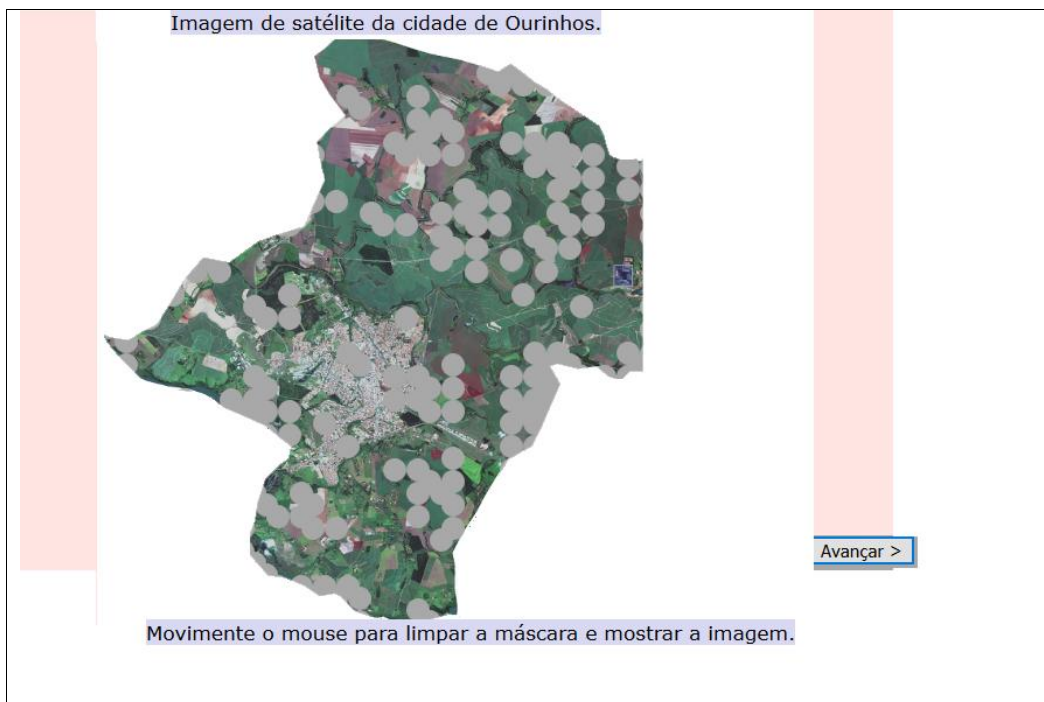 Imagem de satélite da cidade de Ourinhos.
Avançar >
Movimente o mouse para limpar a máscara e mostrar a imagem.